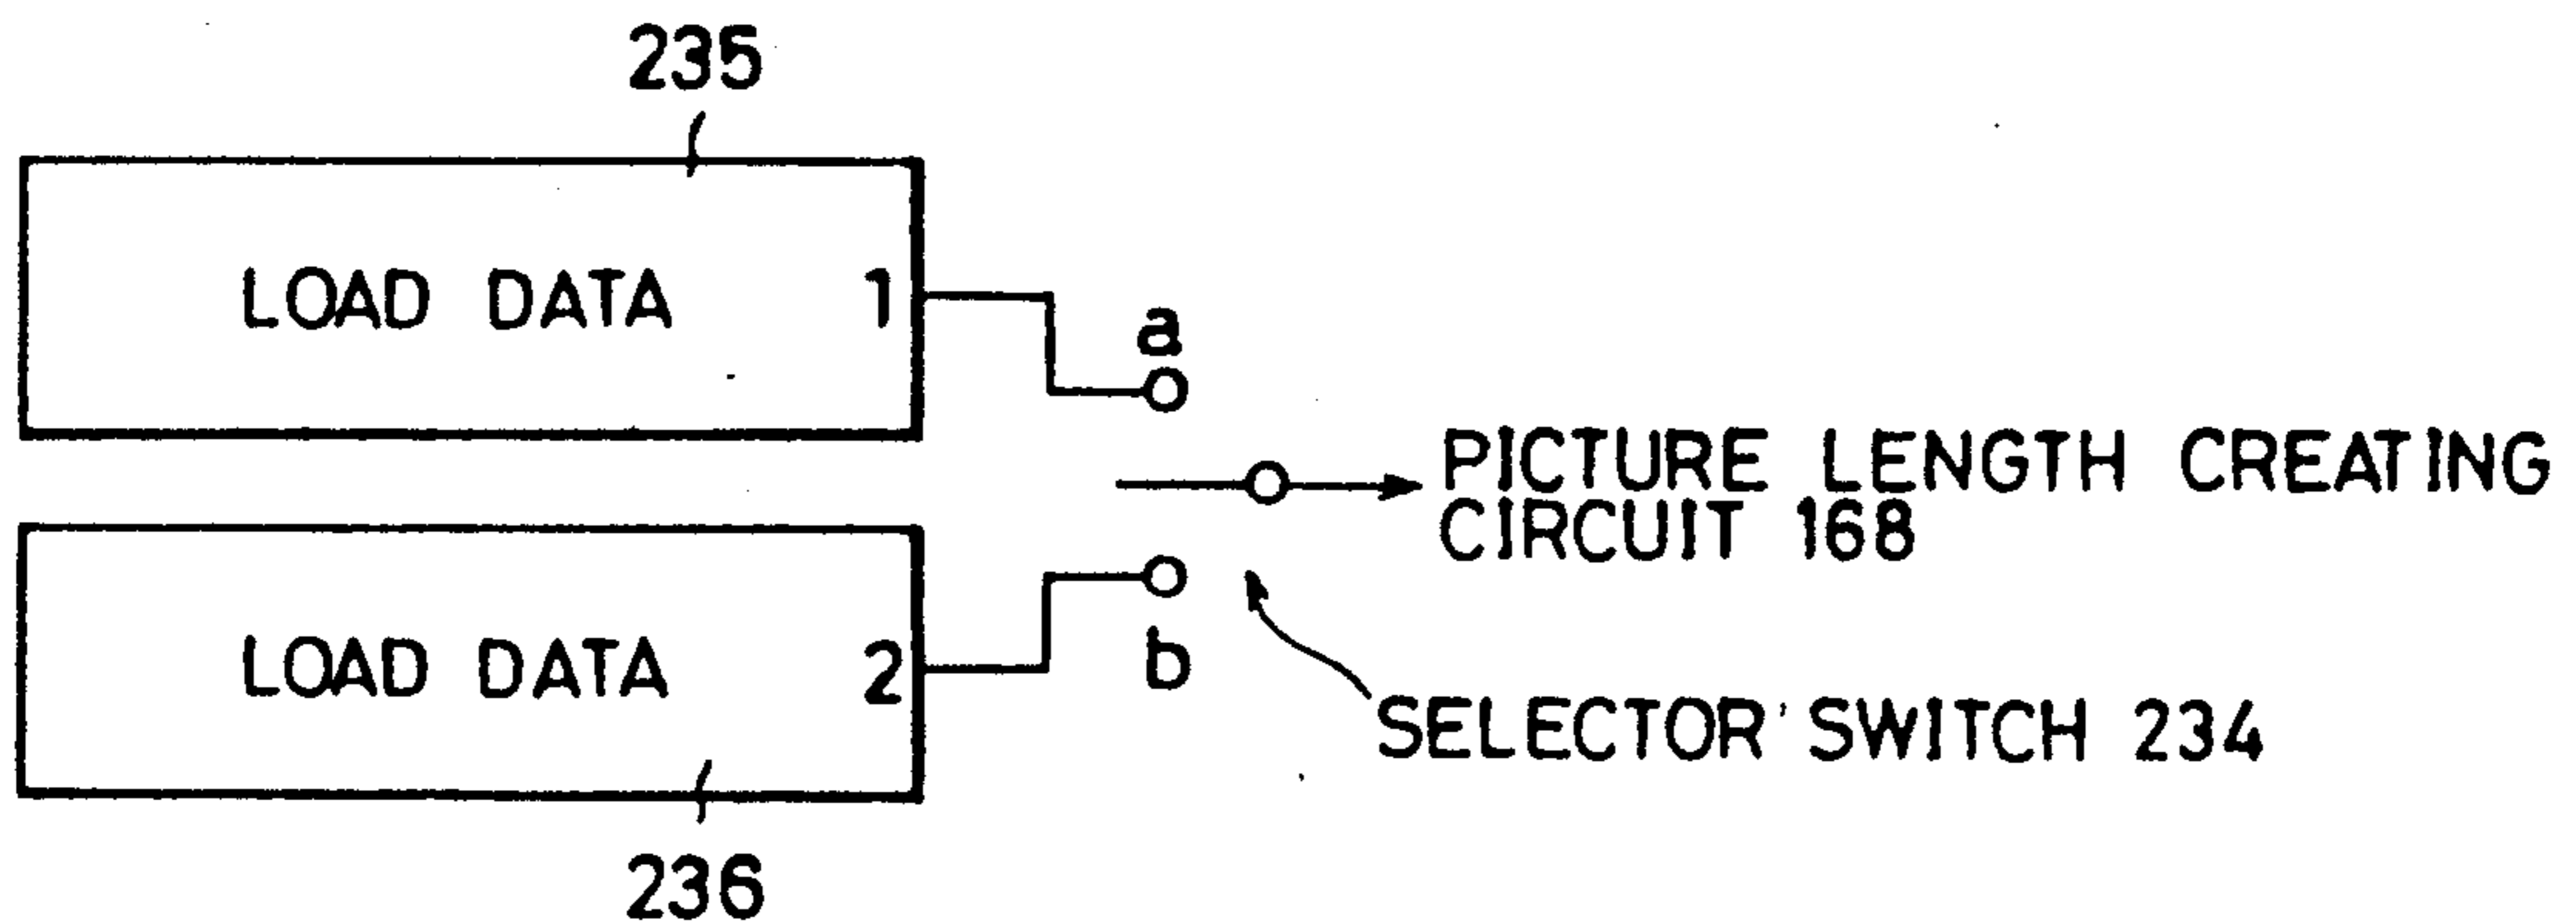 235
LOAD DATA 1
a
PICTURE LENGTH CREATING
CIRCUIT 168
LOAD DATA 2
b
SELECTOR SWITCH 234
236